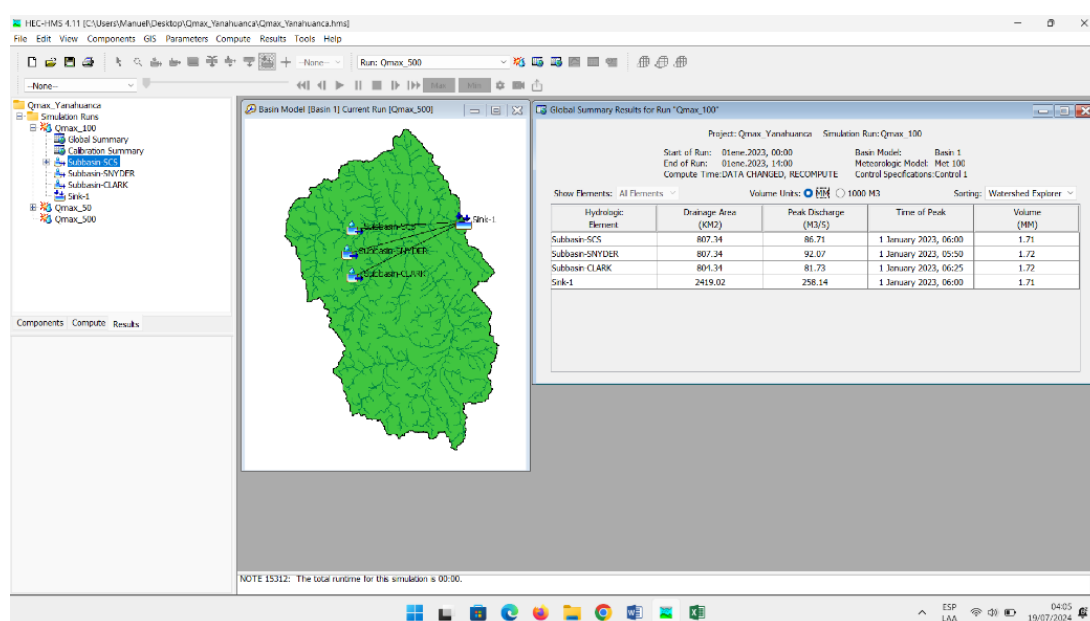 HEC-HMS 4.11 [C:\Users\Manuel\Desktop\Qmax_Yanahuanca\Qmax_Yanahuanca.hms]
File Edit View Components GIS Parameters Compute Results Tools Help
--None-- Run: Qmax_500
--None-- Max Min
Qmax_Yanahuanca
Simulation Runs
Qmax_100
Global Summary
Calibration Summary
Subbasin-SCS
Subbasin-SNYDER
Subbasin-CLARK
Sink-1
Qmax_50
Qmax_500
Components Compute Results
Basin Model [Basin 1] Current Run [Qmax_500]
Subbasin-SCS
Sink-1
Subbasin-SNYDER
Subbasin-CLARK
Global Summary Results for Run "Qmax_100"
Project: Qmax_Yanahuanca Simulation Run: Qmax_100
Start of Run: 01ene.2023, 00:00 Basin Model: Basin 1
End of Run: 01ene.2023, 14:00 Meteorologic Model: Met 100
Compute Time:DATA CHANGED, RECOMPUTE Control Specifications:Control 1
Show Elements: All Elements Volume Units: MM 1000 M3 Sorting: Watershed Explorer
Hydrologic Element Drainage Area (KM2) Peak Discharge (M3/S) Time of Peak Volume (MM)
Subbasin-SCS 807.34 86.71 1 January 2023, 06:00 1.71
Subbasin-SNYDER 807.34 92.07 1 January 2023, 05:50 1.72
Subbasin-CLARK 804.34 81.73 1 January 2023, 06:25 1.72
Sink-1 2419.02 258.14 1 January 2023, 06:00 1.71
NOTE 15312: The total runtime for this simulation is 00:00.
ESP 04:05
LAA 19/07/2024